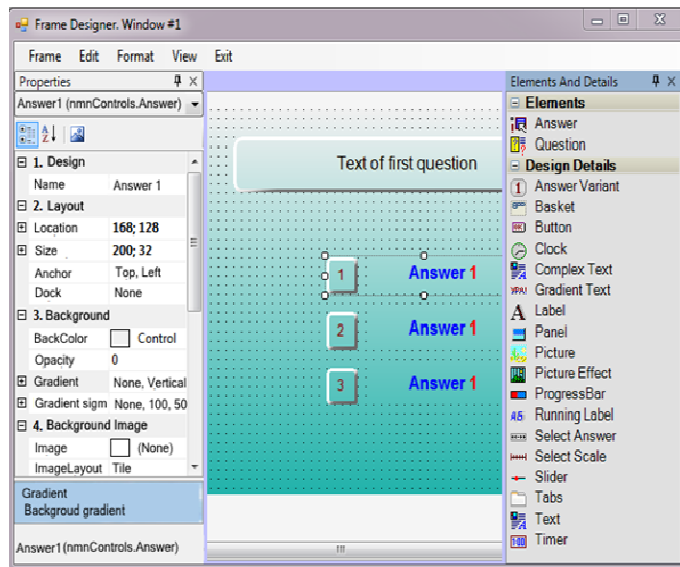 Frame Designer. Window #1
Frame Edit Format View Exit
Properties
Answer1 (nmnControls.Answer)
1. Design
Name Answer 1
2. Layout
Location 168; 128
Size 200; 32
Anchor Top, Left
Dock None
3. Background
BackColor Control
Opacity 0
Gradient None, Vertical
Gradient sigm None, 100, 50
4. Background Image
Image (None)
ImageLayout Tile
Gradient
Backgroud gradient
Answer1(nmnControls.Answer)
Text of first question
1 Answer 1
2 Answer 1
3 Answer 1
Elements And Details
Elements
Answer
Question
Design Details
Answer Variant
Basket
Button
Clock
Complex Text
Gradient Text
Label
Panel
Picture
Picture Effect
ProgressBar
Running Label
Select Answer
Select Scale
Slider
Tabs
Text
Timer